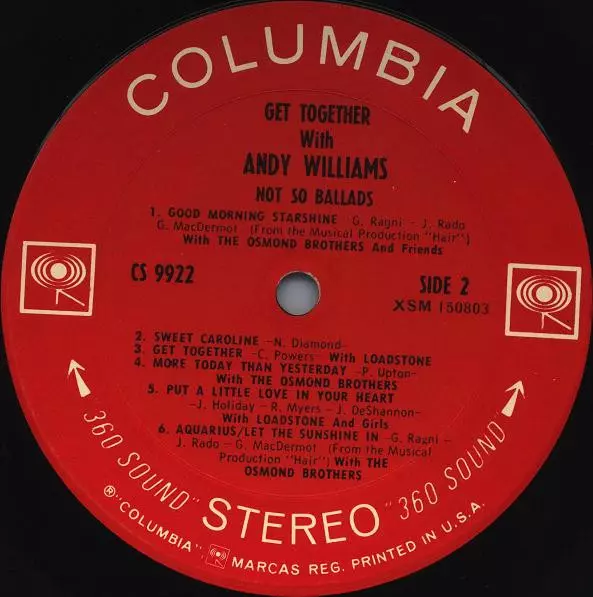 COLUMBIA
GET TOGETHER
With
ANDY WILLIAMS
NOT SO BALLADS
1. GOOD MORNING STARSHINE -G. Ragni - J. Rado
G. MacDermot (From the Musical Production "Hair")
With THE OSMOND BROTHERS And Friends
CS 9922
SIDE 2
XSM 150803
2. SWEET CAROLINE -N. Diamond-
3. GET TOGETHER -C. Powers- With LOADSTONE
4. MORE TODAY THAN YESTERDAY -P. Upton-
With THE OSMOND BROTHERS
5. PUT A LITTLE LOVE IN YOUR HEART
-J. Holiday - R. Myers - J. DeShannon-
With LOADSTONE And Girls
6. AQUARIUS/LET THE SUNSHINE IN -G. Ragni -
J. Rado - G. MacDermot (From the Musical
Production "Hair") With THE
OSMOND BROTHERS
"360 SOUND" STEREO "360 SOUND"
® "COLUMBIA", MARCAS REG. PRINTED IN U.S.A.